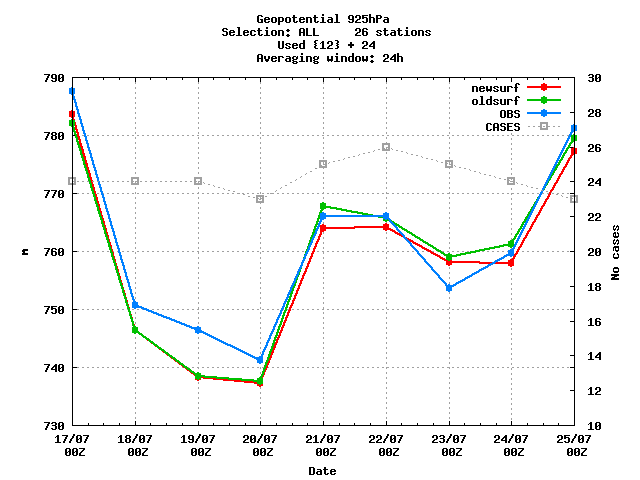 Geopotential 925hPa
Selection: ALL     26 stations
Used {12} + 24
Averaging window: 24h
newsurf
oldsurf
OBS
CASES
790
780
770
760
750
740
730
m
30
28
26
24
22
20
18
16
14
12
10
No cases
17/07 18/07 19/07 20/07 21/07 22/07 23/07 24/07 25/07
00Z 00Z 00Z 00Z 00Z 00Z 00Z 00Z 00Z
Date